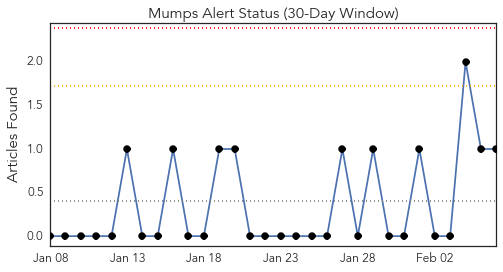 Mumps Alert Status (30-Day Window)
Articles Found
2.0
1.5
1.0
0.5
0.0
Jan 08 Jan 13 Jan 18 Jan 23 Jan 28 Feb 02